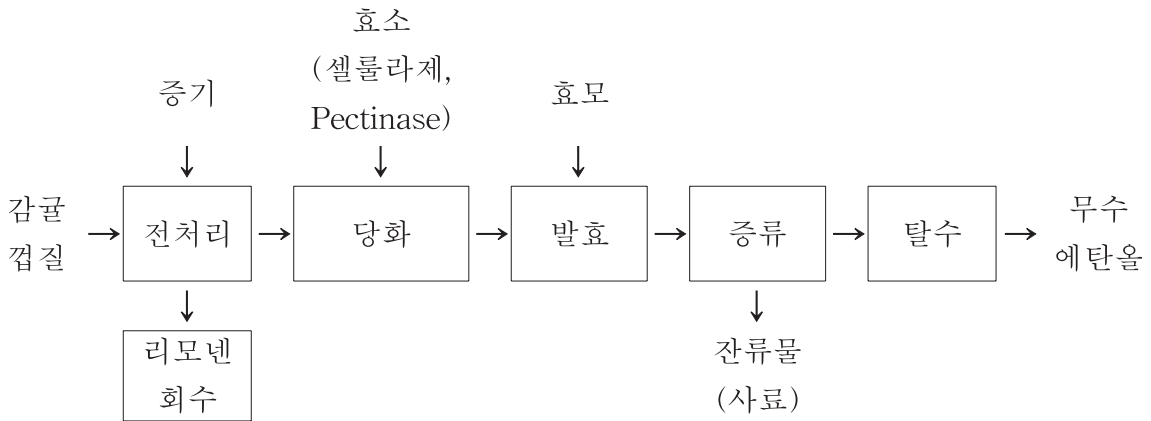 효소
(셀룰라제,
Pectinase)
증기
효모
감귤
껍질
전처리
당화
발효
증류
탈수
무수
에탄올
리모넨
회수
잔류물
(사료)